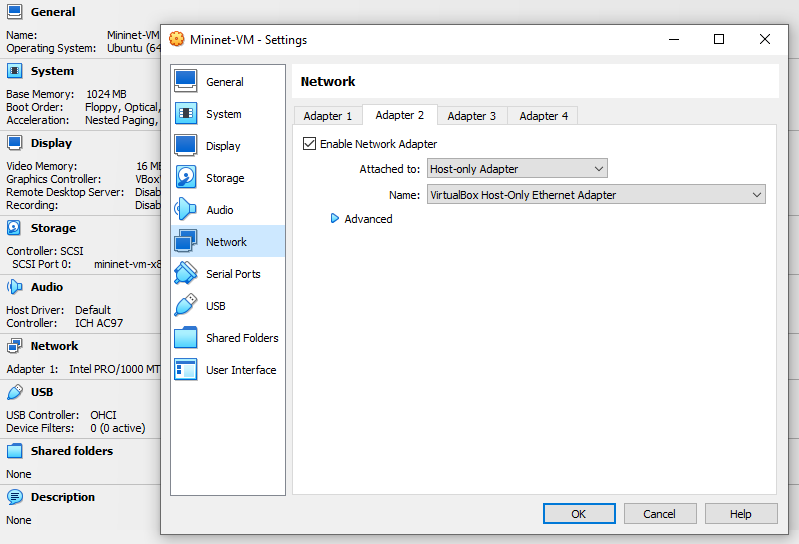 General
Name: Mininet-VM
Operating System: Ubuntu (64
System
Base Memory: 1024 MB
Boot Order: Floppy, Optical,
Acceleration: Nested Paging,
Display
Video Memory: 16 MB
Graphics Controller: VBox
Remote Desktop Server: Disab
Recording: Disab
Storage
Controller: SCSI
SCSI Port 0: mininet-vm-x8
Audio
Host Driver: Default
Controller: ICH AC97
Network
Adapter 1: Intel PRO/1000 MT
USB
USB Controller: OHCI
Device Filters: 0 (0 active)
Shared folders
None
Description
None
Mininet-VM - Settings
General
System
Display
Storage
Audio
Network
Serial Ports
USB
Shared Folders
User Interface
Network
Adapter 1 Adapter 2 Adapter 3 Adapter 4
Enable Network Adapter
Attached to: Host-only Adapter
Name: VirtualBox Host-Only Ethernet Adapter
Advanced
OK Cancel Help